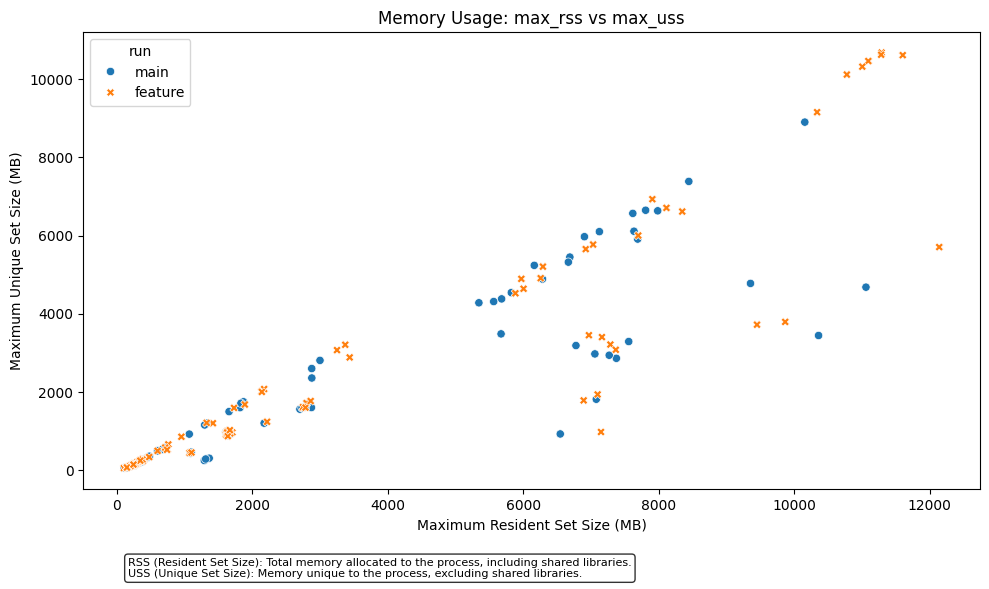 Memory Usage: max_rss vs max_uss
run
main
feature
Maximum Unique Set Size (MB)
10000
8000
6000
4000
2000
0
0 2000 4000 6000 8000 10000 12000
Maximum Resident Set Size (MB)
RSS (Resident Set Size): Total memory allocated to the process, including shared libraries.
USS (Unique Set Size): Memory unique to the process, excluding shared libraries.